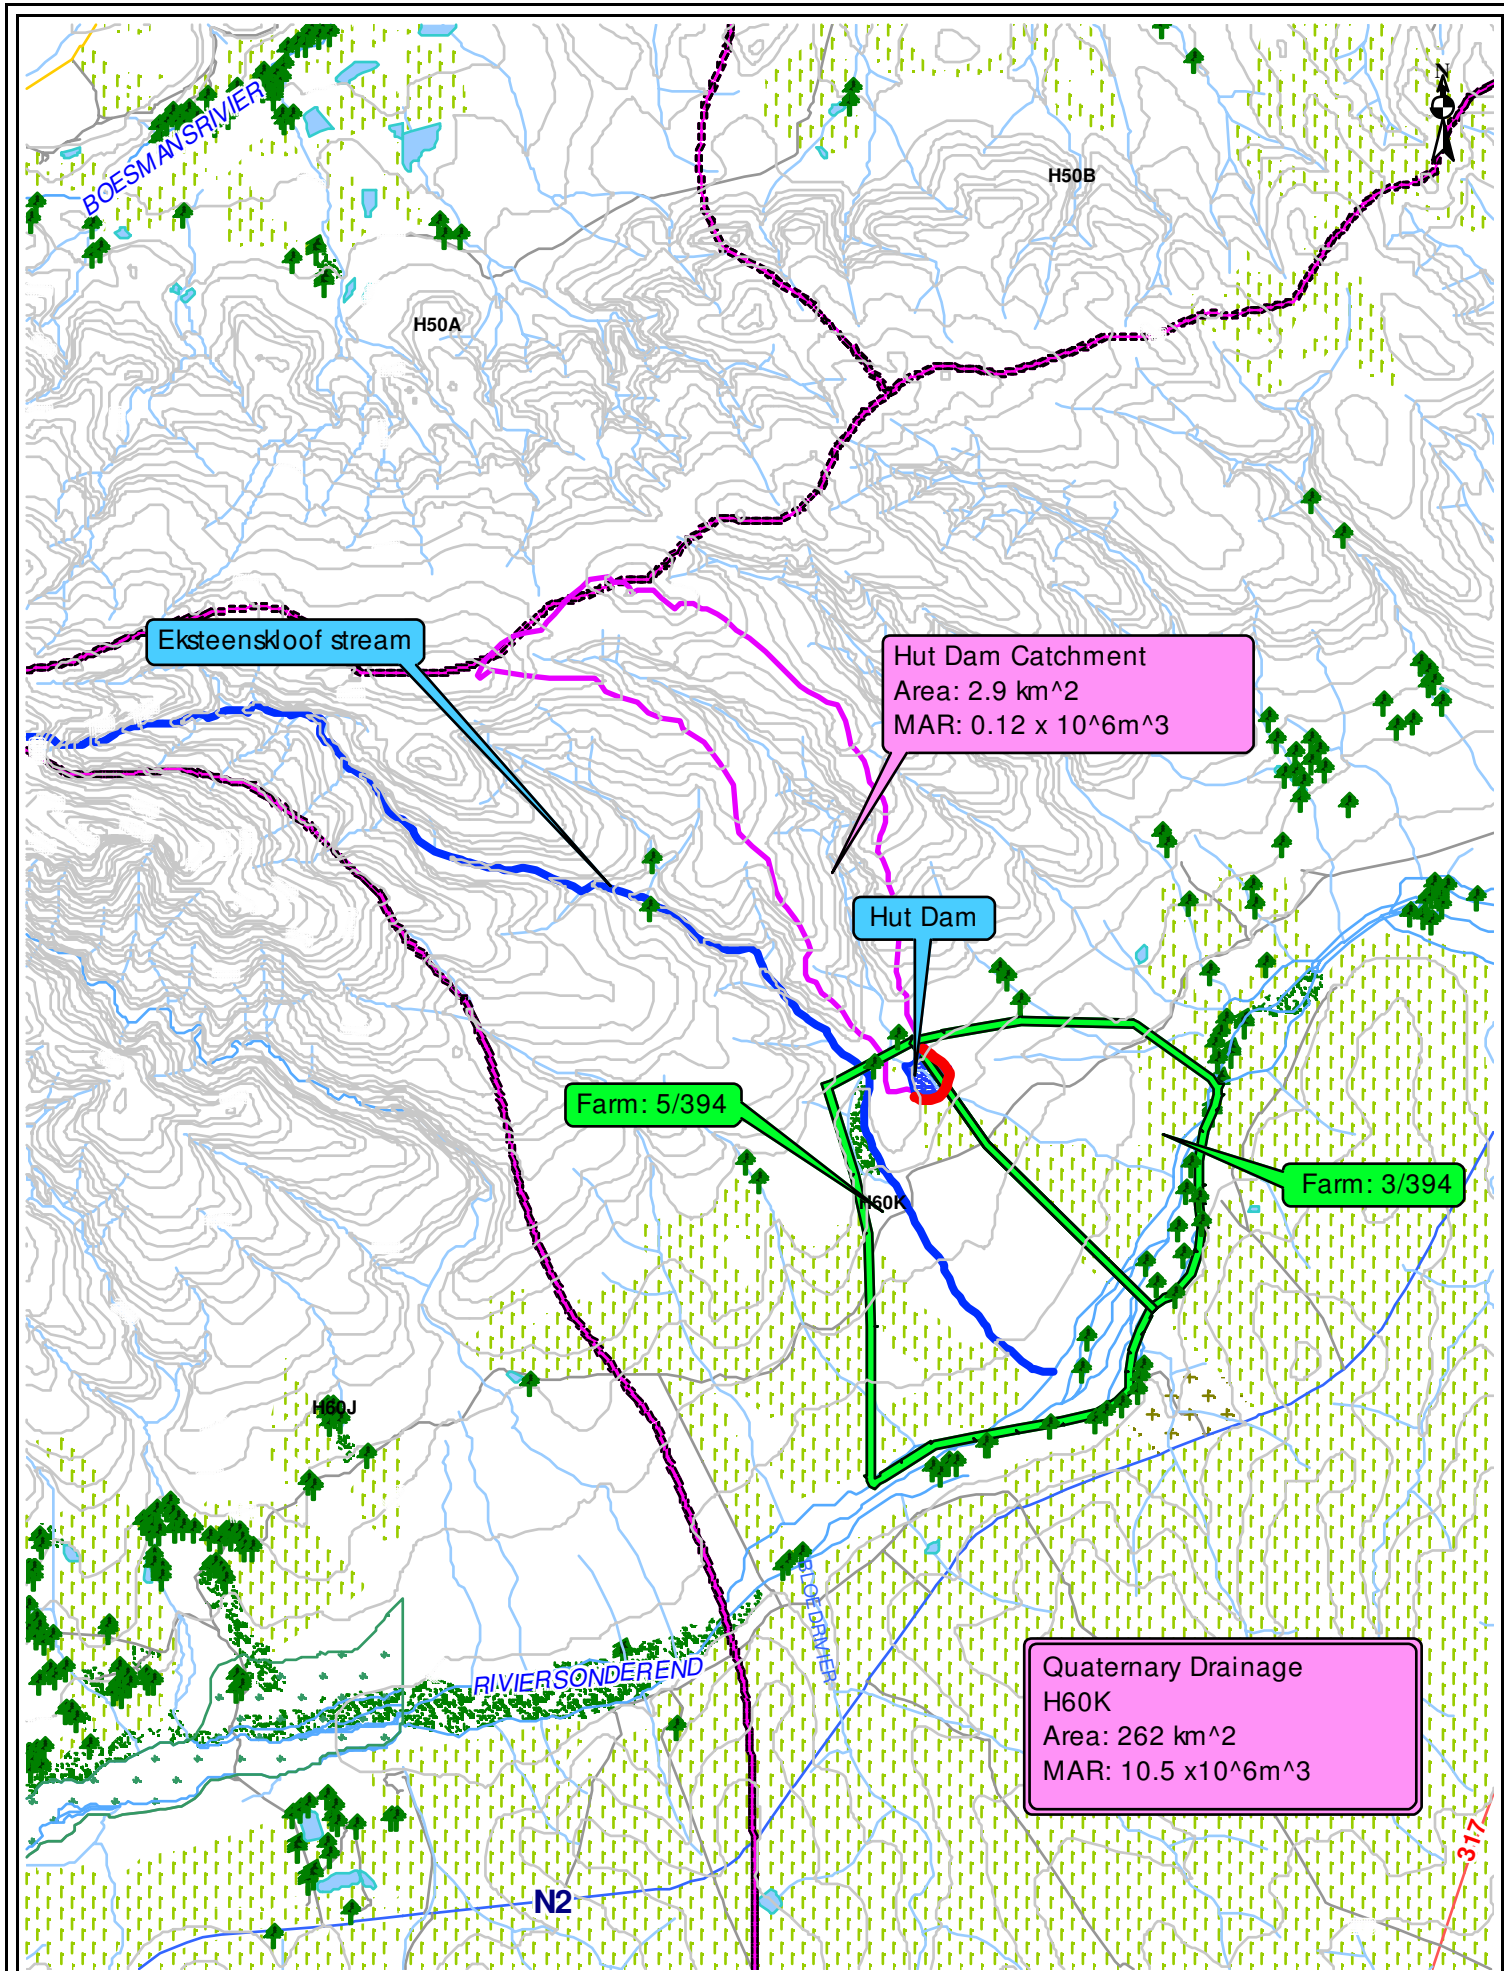 N
BOESMANSRIVIER
H50B
H50A
Eksteenskloof stream
Hut Dam Catchment
Area: 2.9 km^2
MAR: 0.12 x 10^6m^3
Hut Dam
Farm: 5/394
Farm: 3/394
H60K
H60J
BLOEDRIVIER
RIVIERSONDEREND
Quaternary Drainage
H60K
Area: 262 km^2
MAR: 10.5 x10^6m^3
317
N2